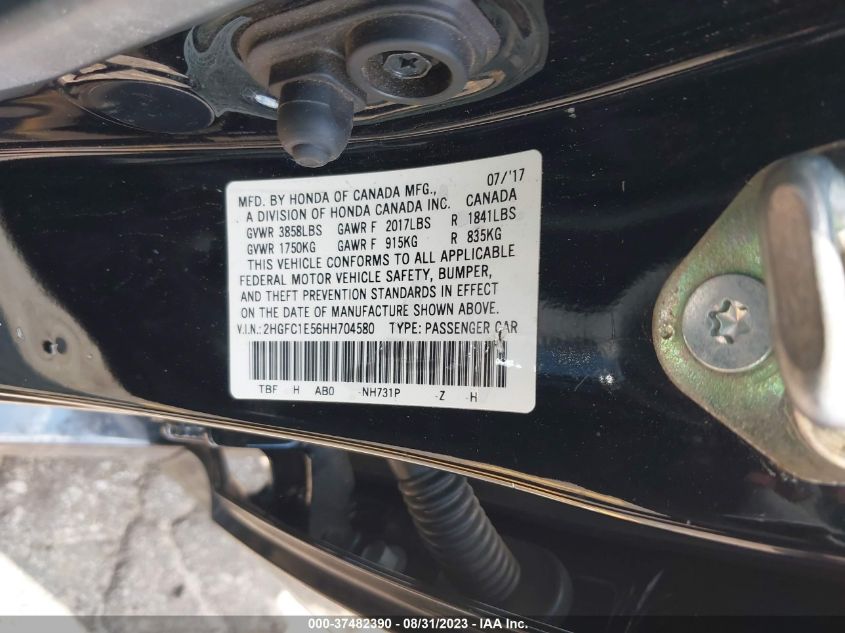 MFD. BY HONDA OF CANADA MFG., 07/'17
A DIVISION OF HONDA CANADA INC. CANADA
GVWR 3858LBS GAWR F 2017LBS R 1841LBS
GVWR 1750KG GAWR F 915KG R 835KG
THIS VEHICLE CONFORMS TO ALL APPLICABLE
FEDERAL MOTOR VEHICLE SAFETY, BUMPER,
AND THEFT PREVENTION STANDARDS IN EFFECT
ON THE DATE OF MANUFACTURE SHOWN ABOVE.
V.I.N.: 2HGFC1E56HH704580 TYPE: PASSENGER CAR
TBF H AB0 -NH731P -Z -H
000-37482390 - 08/31/2023 - IAA Inc.